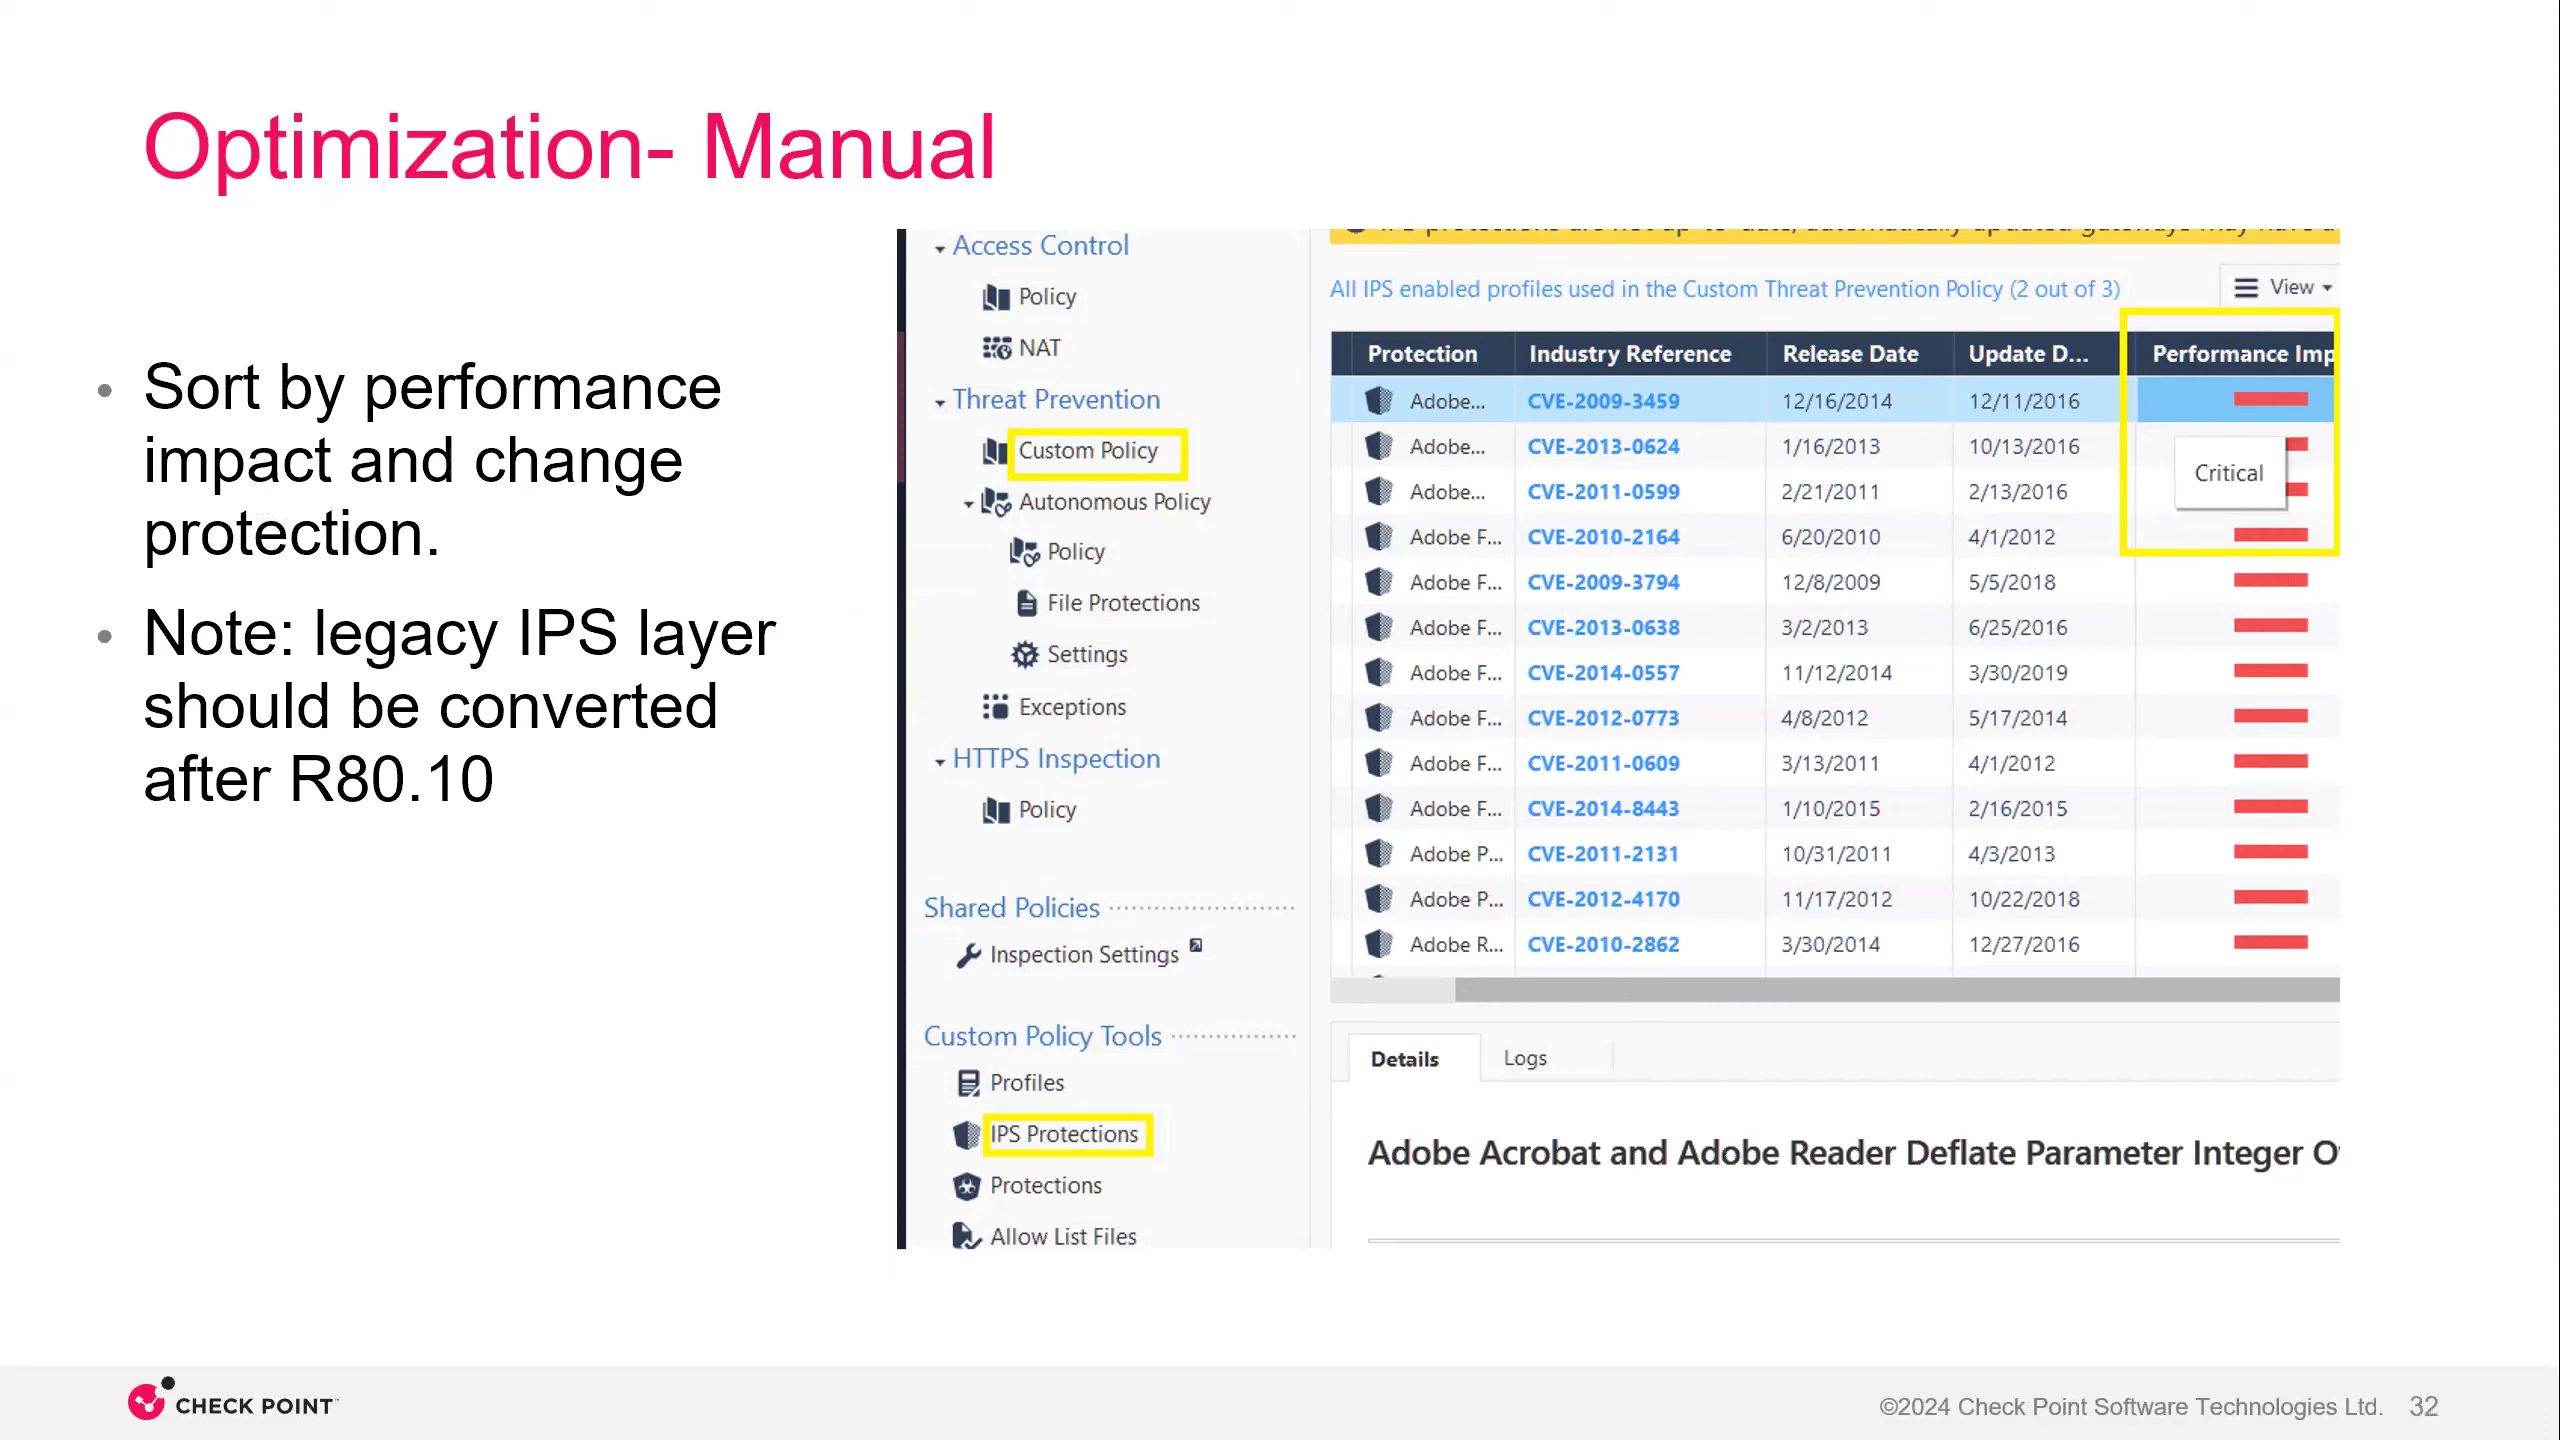 Optimization- Manual
• Sort by performance
impact and change
protection.
• Note: legacy IPS layer
should be converted
after R80.10
Access Control
Policy
NAT
Threat Prevention
Custom Policy
Autonomous Policy
Policy
File Protections
Settings
Exceptions
HTTPS Inspection
Policy
Shared Policies
Inspection Settings
Custom Policy Tools
Profiles
IPS Protections
Protections
Allow List Files
All IPS enabled profiles used in the Custom Threat Prevention Policy (2 out of 3)
View
Protection Industry Reference Release Date Update D... Performance Imp
Adobe... CVE-2009-3459 12/16/2014 12/11/2016
Adobe... CVE-2013-0624 1/16/2013 10/13/2016
Critical
Adobe... CVE-2011-0599 2/21/2011 2/13/2016
Adobe F... CVE-2010-2164 6/20/2010 4/1/2012
Adobe F... CVE-2009-3794 12/8/2009 5/5/2018
Adobe F... CVE-2013-0638 3/2/2013 6/25/2016
Adobe F... CVE-2014-0557 11/12/2014 3/30/2019
Adobe F... CVE-2012-0773 4/8/2012 5/17/2014
Adobe F... CVE-2011-0609 3/13/2011 4/1/2012
Adobe F... CVE-2014-8443 1/10/2015 2/16/2015
Adobe P... CVE-2011-2131 10/31/2011 4/3/2013
Adobe P... CVE-2012-4170 11/17/2012 10/22/2018
Adobe R... CVE-2010-2862 3/30/2014 12/27/2016
Details Logs
Adobe Acrobat and Adobe Reader Deflate Parameter Integer O
CHECK POINT
©2024 Check Point Software Technologies Ltd. 32